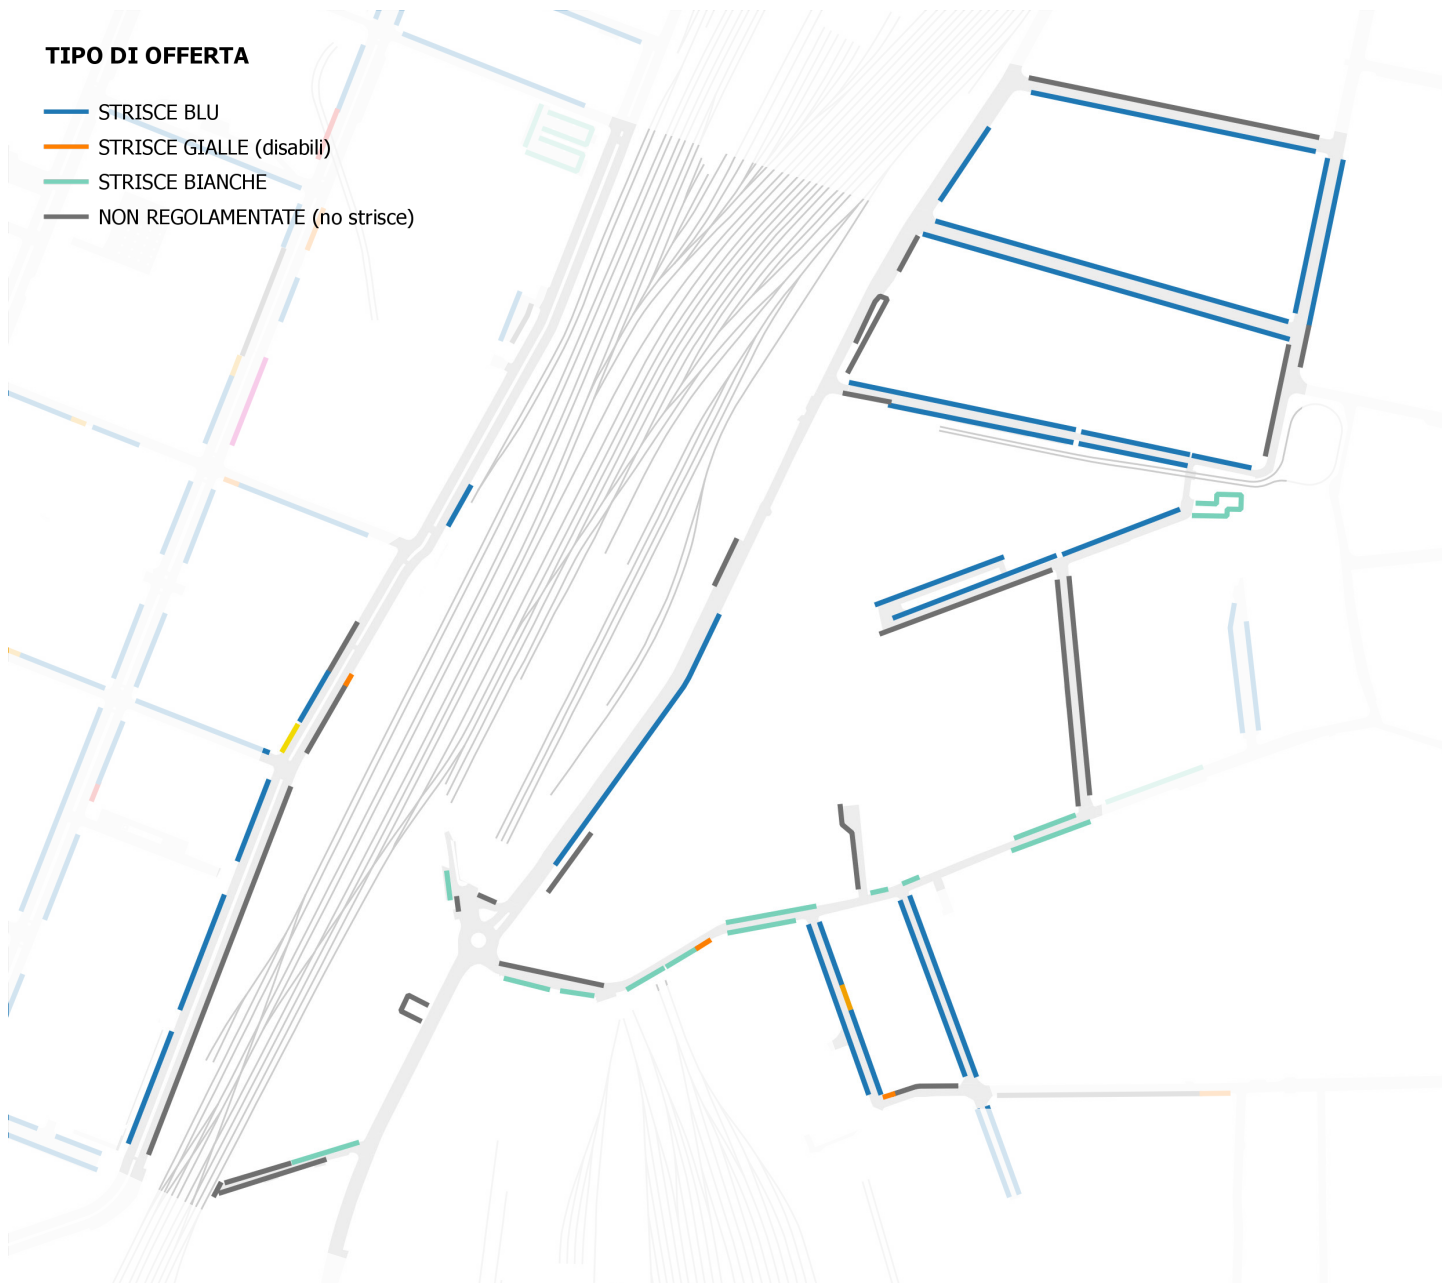 TIPO DI OFFERTA
STRISCE BLU
STRISCE GIALLE (disabili)
STRISCE BIANCHE
NON REGOLAMENTATE (no strisce)